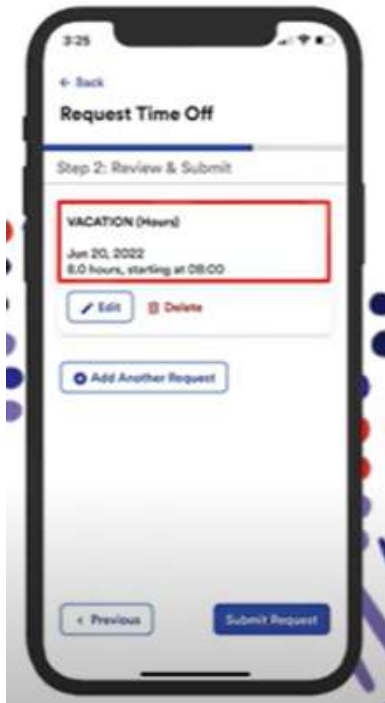 3:25
← Back
Request Time Off
Step 2: Review & Submit
VACATION (Hours)
Jun 20, 2022
8.0 hours, starting at 08:00
Edit
Delete
Add Another Request
< Previous
Submit Request